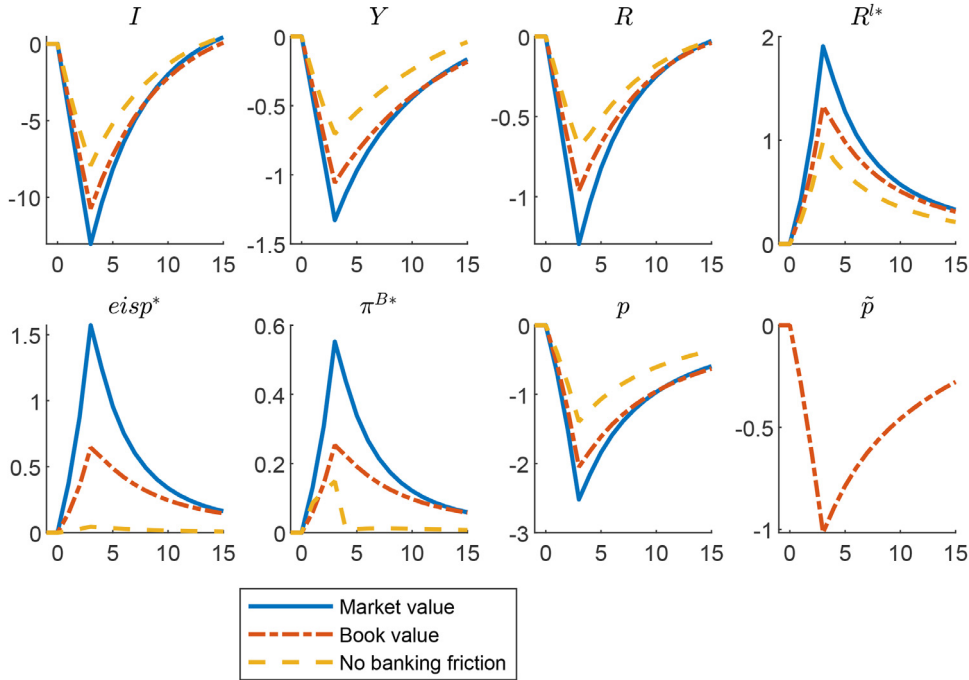 I Y R R^{l*}
0 -5 -10
0 -0.5 -1 -1.5
0 -0.5 -1
2 1 0
0 5 10 15 0 5 10 15 0 5 10 15 0 5 10 15
eisp* π^{B*} p p̃
1.5 1 0.5 0
0.6 0.4 0.2 0
0 -1 -2 -3
0 -0.5 -1
0 5 10 15 0 5 10 15 0 5 10 15 0 5 10 15
Market value
Book value
No banking friction